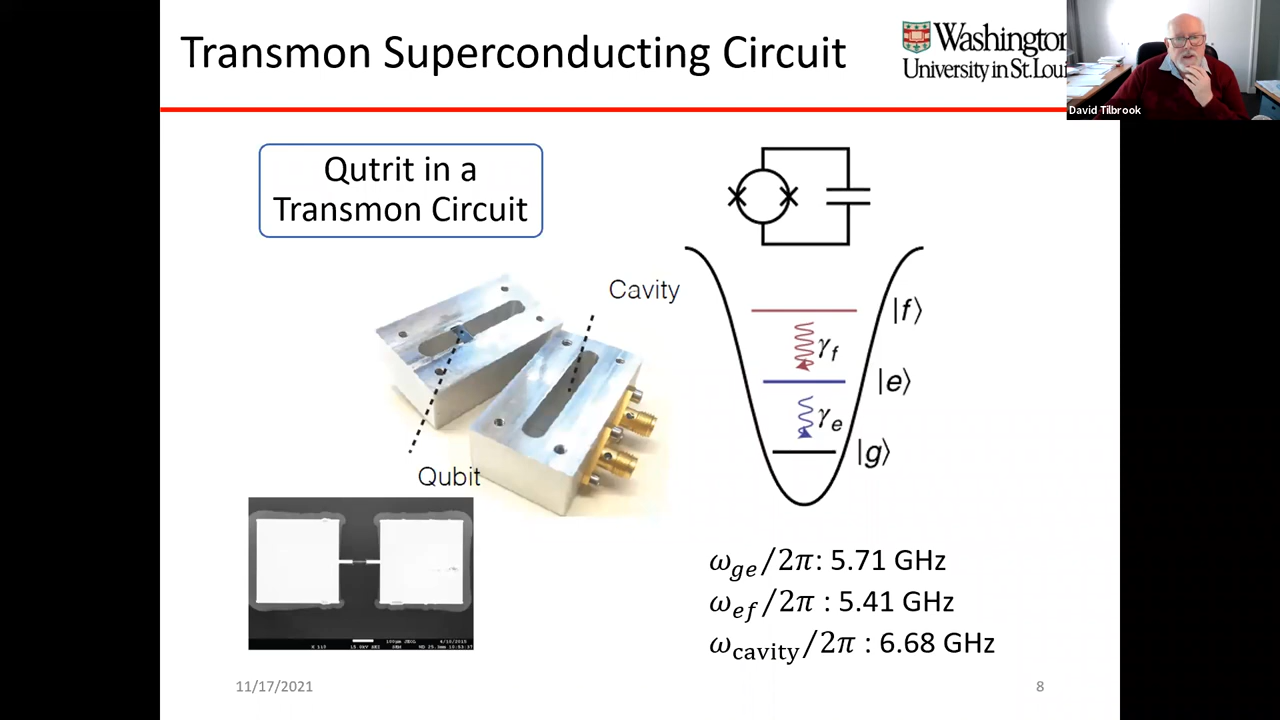 Transmon Superconducting Circuit
Washington
University in St.Loui
David Tilbrook
Qutrit in a
Transmon Circuit
Cavity
Qubit
|f⟩
γ_f
|e⟩
γ_e
|g⟩
ω_ge/2π: 5.71 GHz
ω_ef/2π : 5.41 GHz
ω_cavity/2π : 6.68 GHz
11/17/2021
8